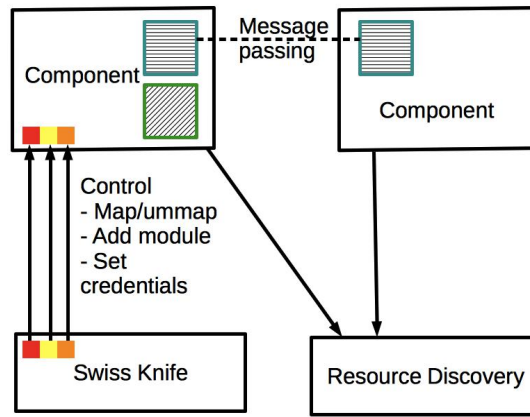 Message
passing
Component
Component
Control
- Map/ummap
- Add module
- Set
credentials
Swiss Knife
Resource Discovery